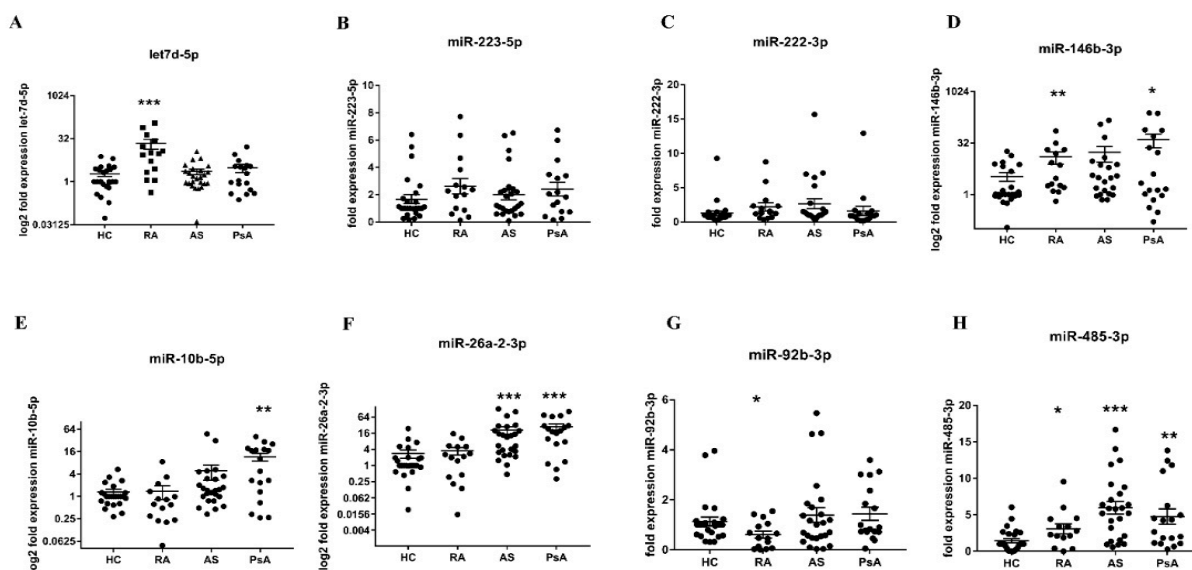 A
let7d-5p
log2 fold expression let-7d-5p
1024
32
1
0.03125
***
HC RA AS PsA
B
miR-223-5p
fold expression miR-223-5p
10
8
6
4
2
0
HC RA AS PsA
C
miR-222-3p
fold expression miR-222-3p
20
15
10
5
0
HC RA AS PsA
D
miR-146b-3p
log2 fold expression miR-146b-3p
1024
32
1
** *
HC RA AS PsA
E
miR-10b-5p
log2 fold expression miR-10b-5p
64
16
4
1
0.25
0.0625
**
HC RA AS PsA
F
miR-26a-2-3p
log2 fold expression miR-26a-2-3p
64
16
4
1
0.25
0.062
0.0156
0.004
*** ***
HC RA AS PsA
G
miR-92b-3p
fold expression miR-92b-3p
6
4
2
0
*
HC RA AS PsA
H
miR-485-3p
fold expression miR-485-3p
20
15
10
5
0
* *** **
HC RA AS PsA